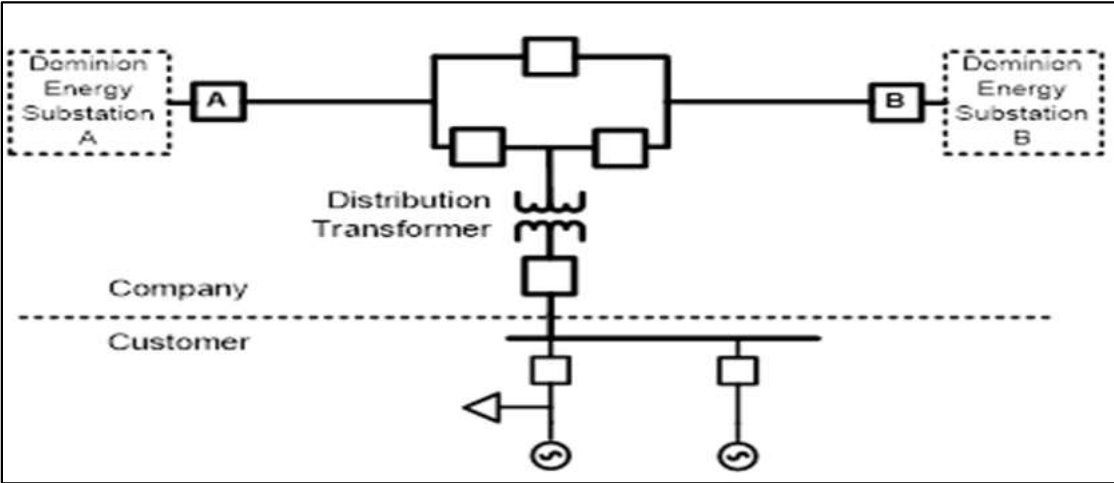 Dominion
Energy
Substation
A
A
B
Dominion
Energy
Substation
B
Distribution
Transformer
Company
Customer